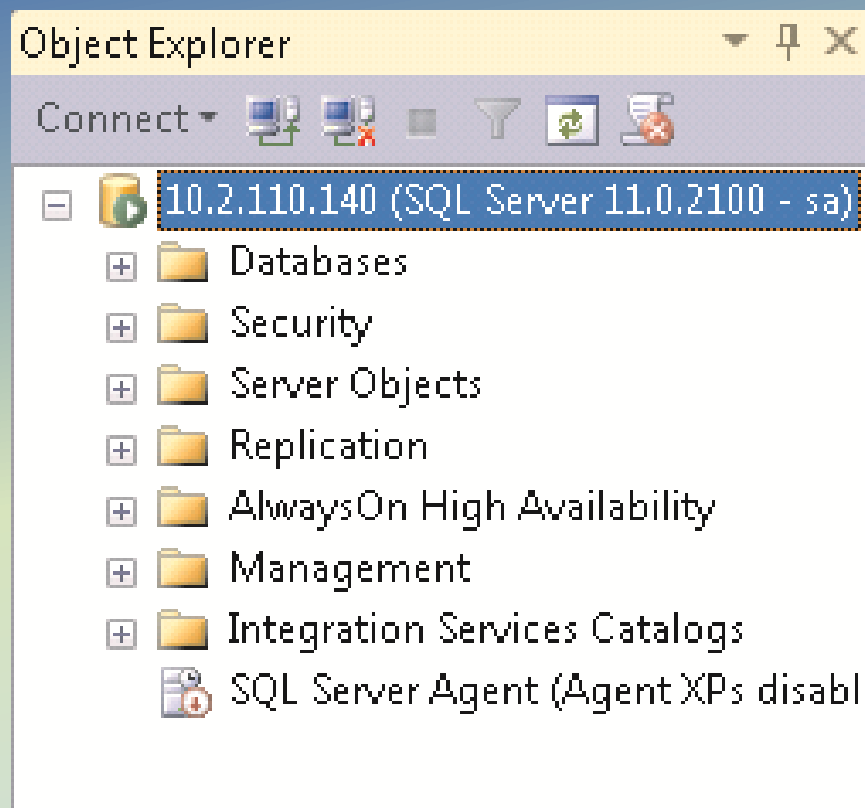 Object Explorer
Connect
10.2.110.140 (SQL Server 11.0.2100 - sa)
Databases
Security
Server Objects
Replication
AlwaysOn High Availability
Management
Integration Services Catalogs
SQL Server Agent (Agent XPs disabl